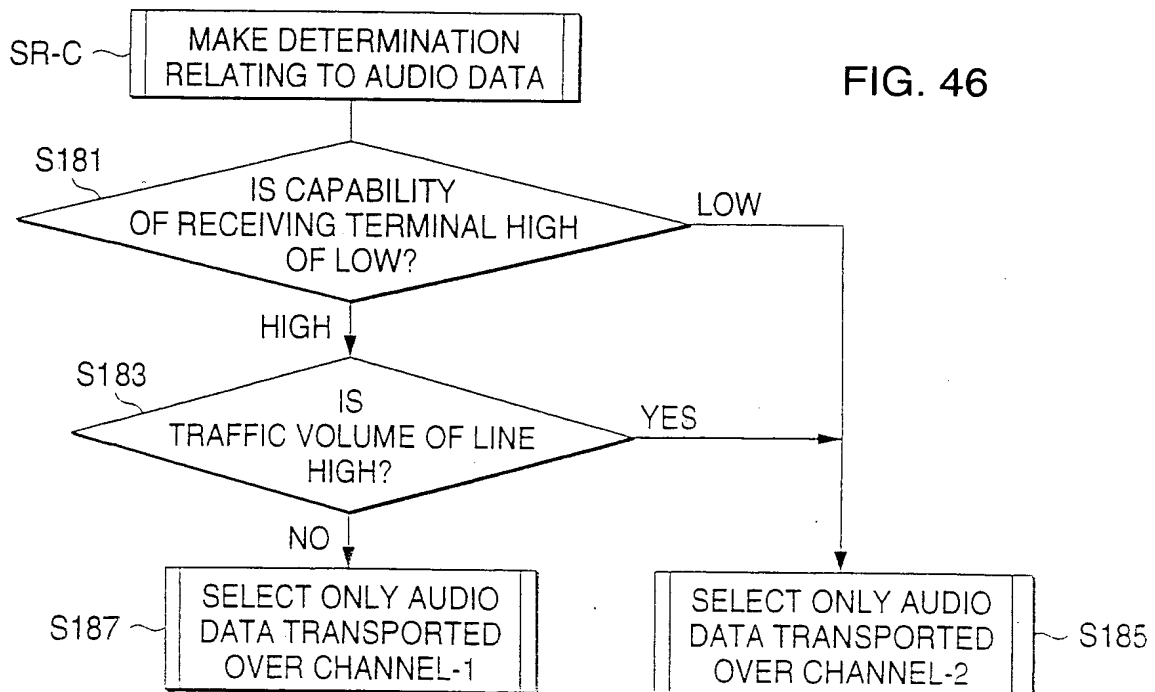 SR-C
MAKE DETERMINATION
RELATING TO AUDIO DATA
FIG. 46
S181
IS CAPABILITY
OF RECEIVING TERMINAL HIGH
OF LOW?
LOW
HIGH
S183
IS
TRAFFIC VOLUME OF LINE
HIGH?
YES
NO
S187
SELECT ONLY AUDIO
DATA TRANSPORTED
OVER CHANNEL-1
SELECT ONLY AUDIO
DATA TRANSPORTED
OVER CHANNEL-2
S185